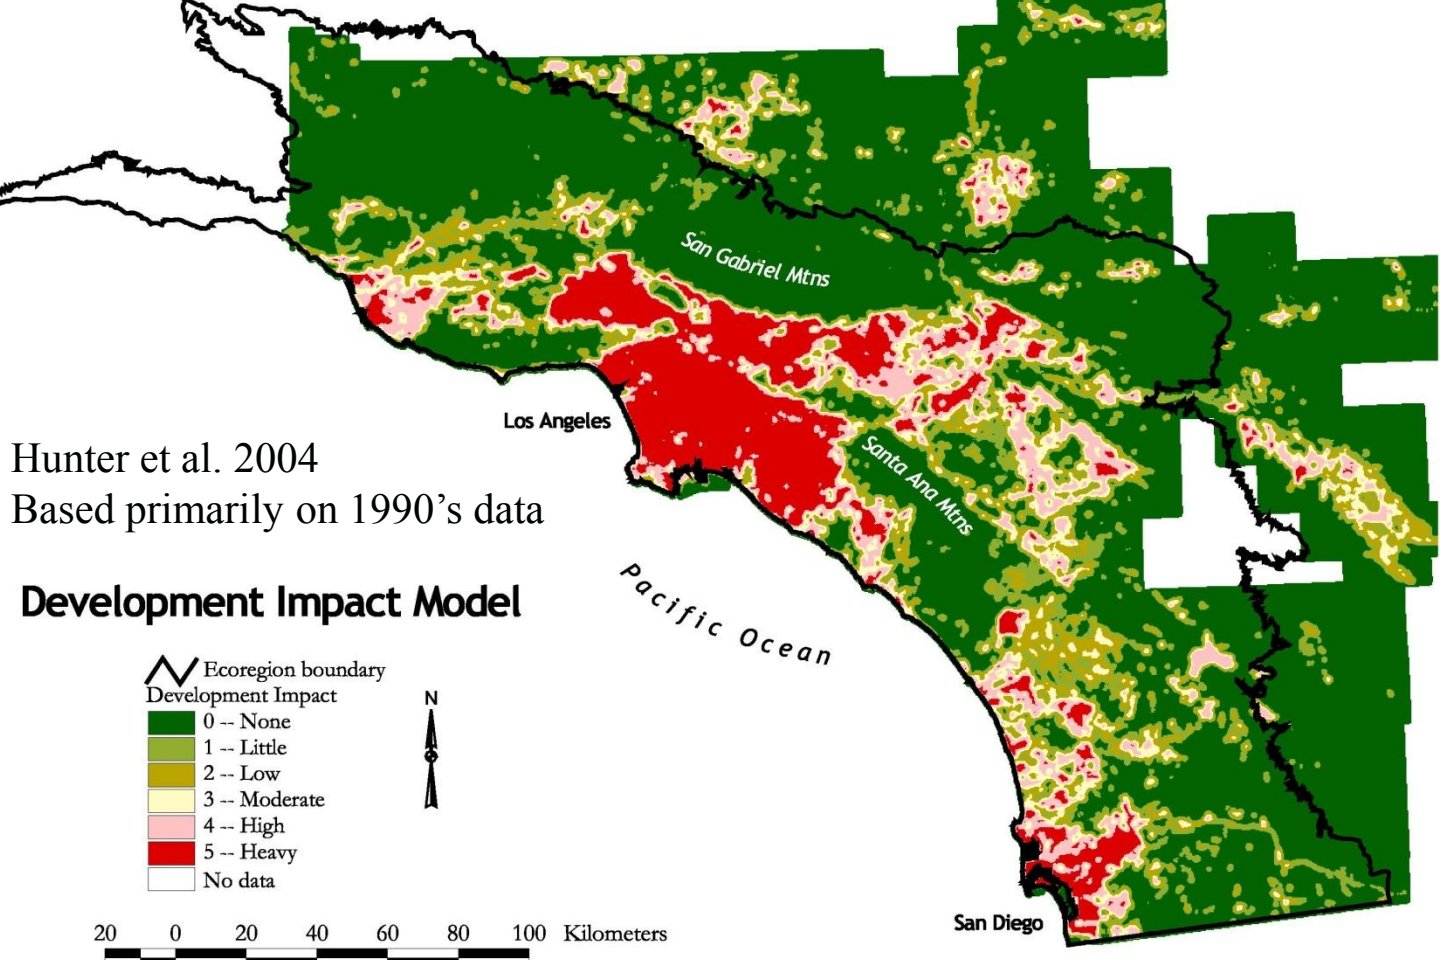 San Gabriel Mtns
Los Angeles
Santa Ana Mtns
Hunter et al. 2004
Based primarily on 1990’s data
Pacific Ocean
Development Impact Model
Ecoregion boundary
Development Impact
N
0 -- None
1 -- Little
2 -- Low
3 -- Moderate
4 -- High
5 -- Heavy
No data
San Diego
20 0 20 40 60 80 100 Kilometers